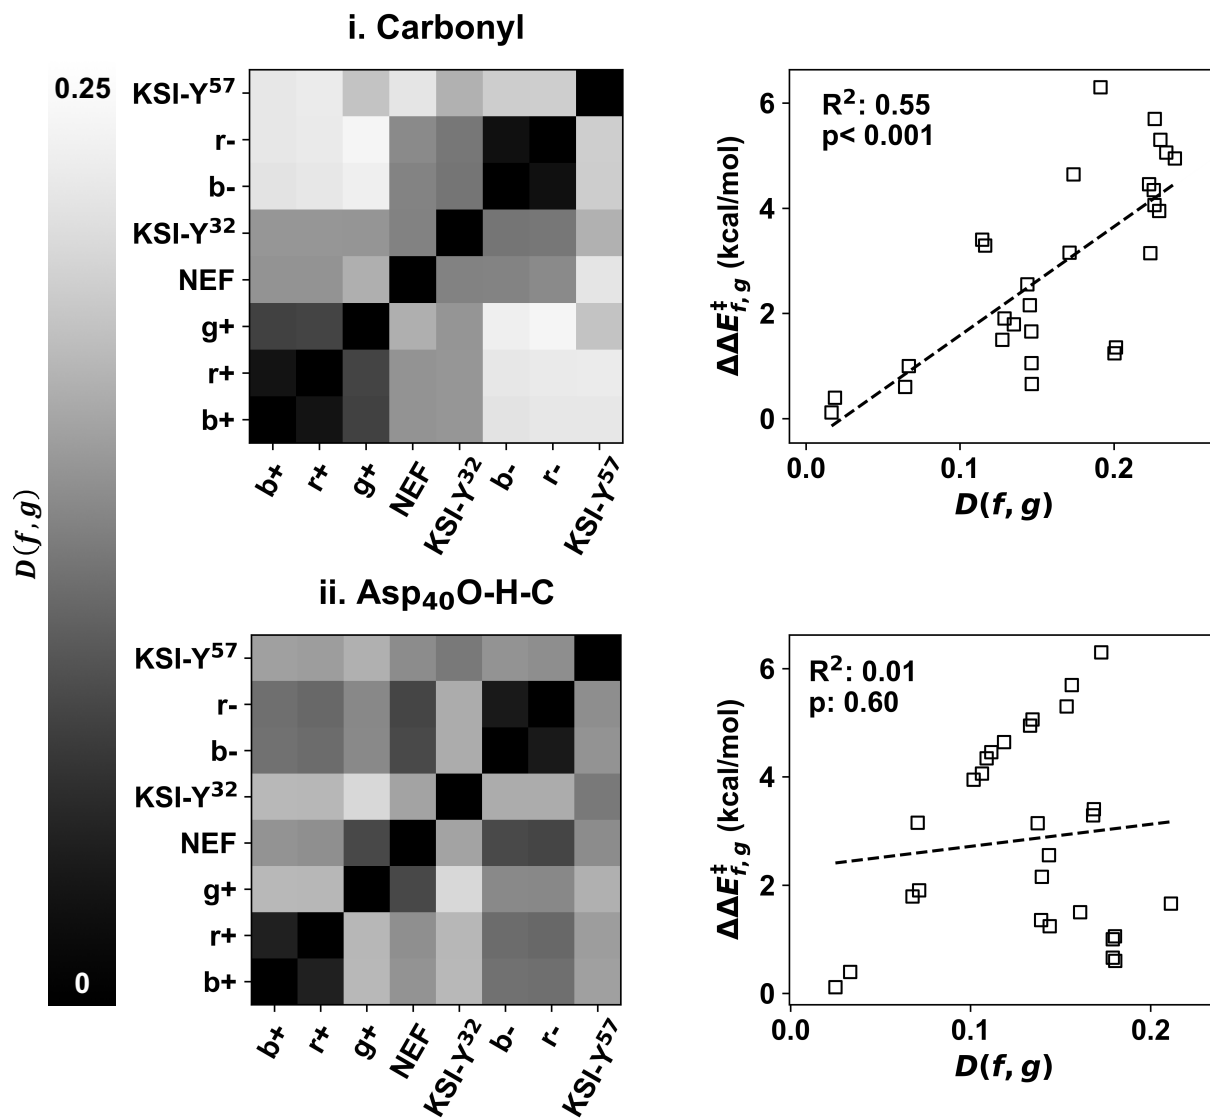 i. Carbonyl
0.25
0
D(f,g)
KSI-Y⁵⁷
r-
b-
KSI-Y³²
NEF
g+
r+
b+
b+ r+ g+ NEF KSI-Y³² b- r- KSI-Y⁵⁷
R²: 0.55
p< 0.001
ΔΔE‡f, g (kcal/mol)
6
4
2
0
0.0 0.1 0.2
D(f, g)
ii. Asp₄₀O-H-C
KSI-Y⁵⁷
r-
b-
KSI-Y³²
NEF
g+
r+
b+
b+ r+ g+ NEF KSI-Y³² b- r- KSI-Y⁵⁷
R²: 0.01
p: 0.60
ΔΔE‡f, g (kcal/mol)
6
4
2
0
0.0 0.1 0.2
D(f, g)